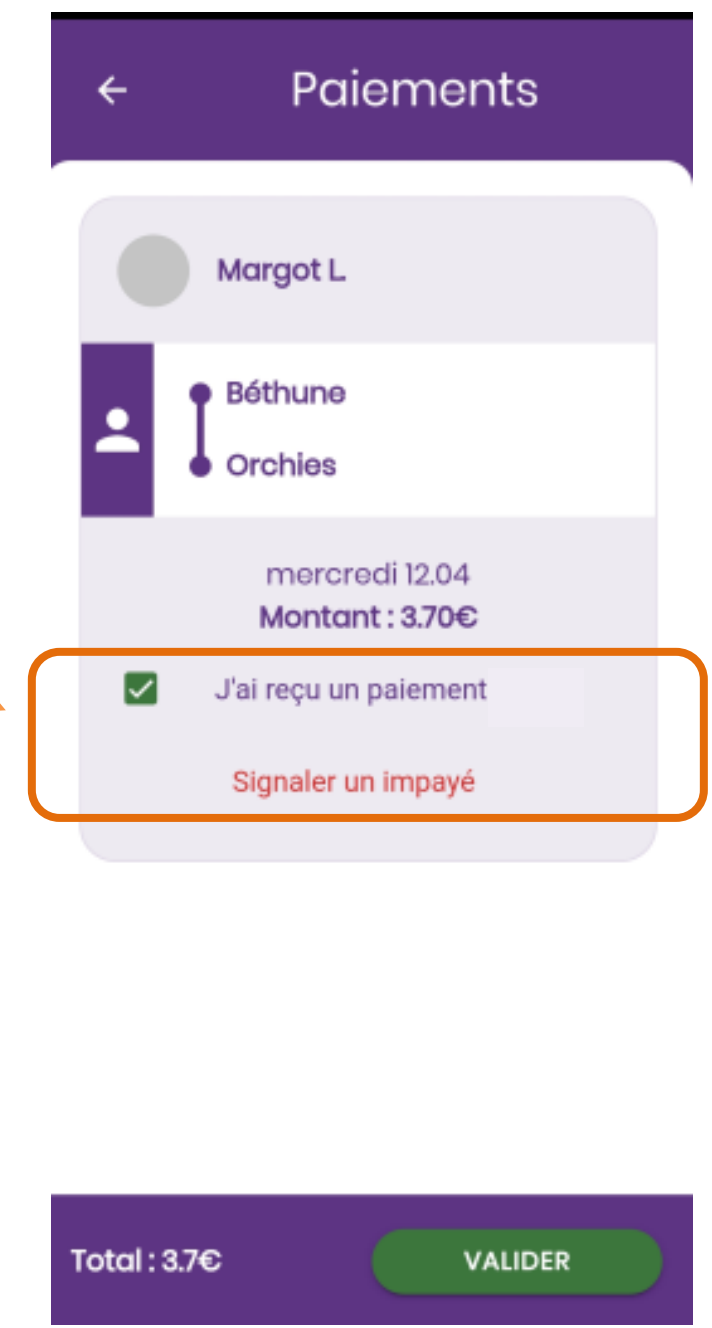 Paiements
Margot L
Béthune
Orchies
mercredi 12.04
Montant : 3.70€
J'ai reçu un paiement
Signaler un impayé
Total : 3.7€
VALIDER